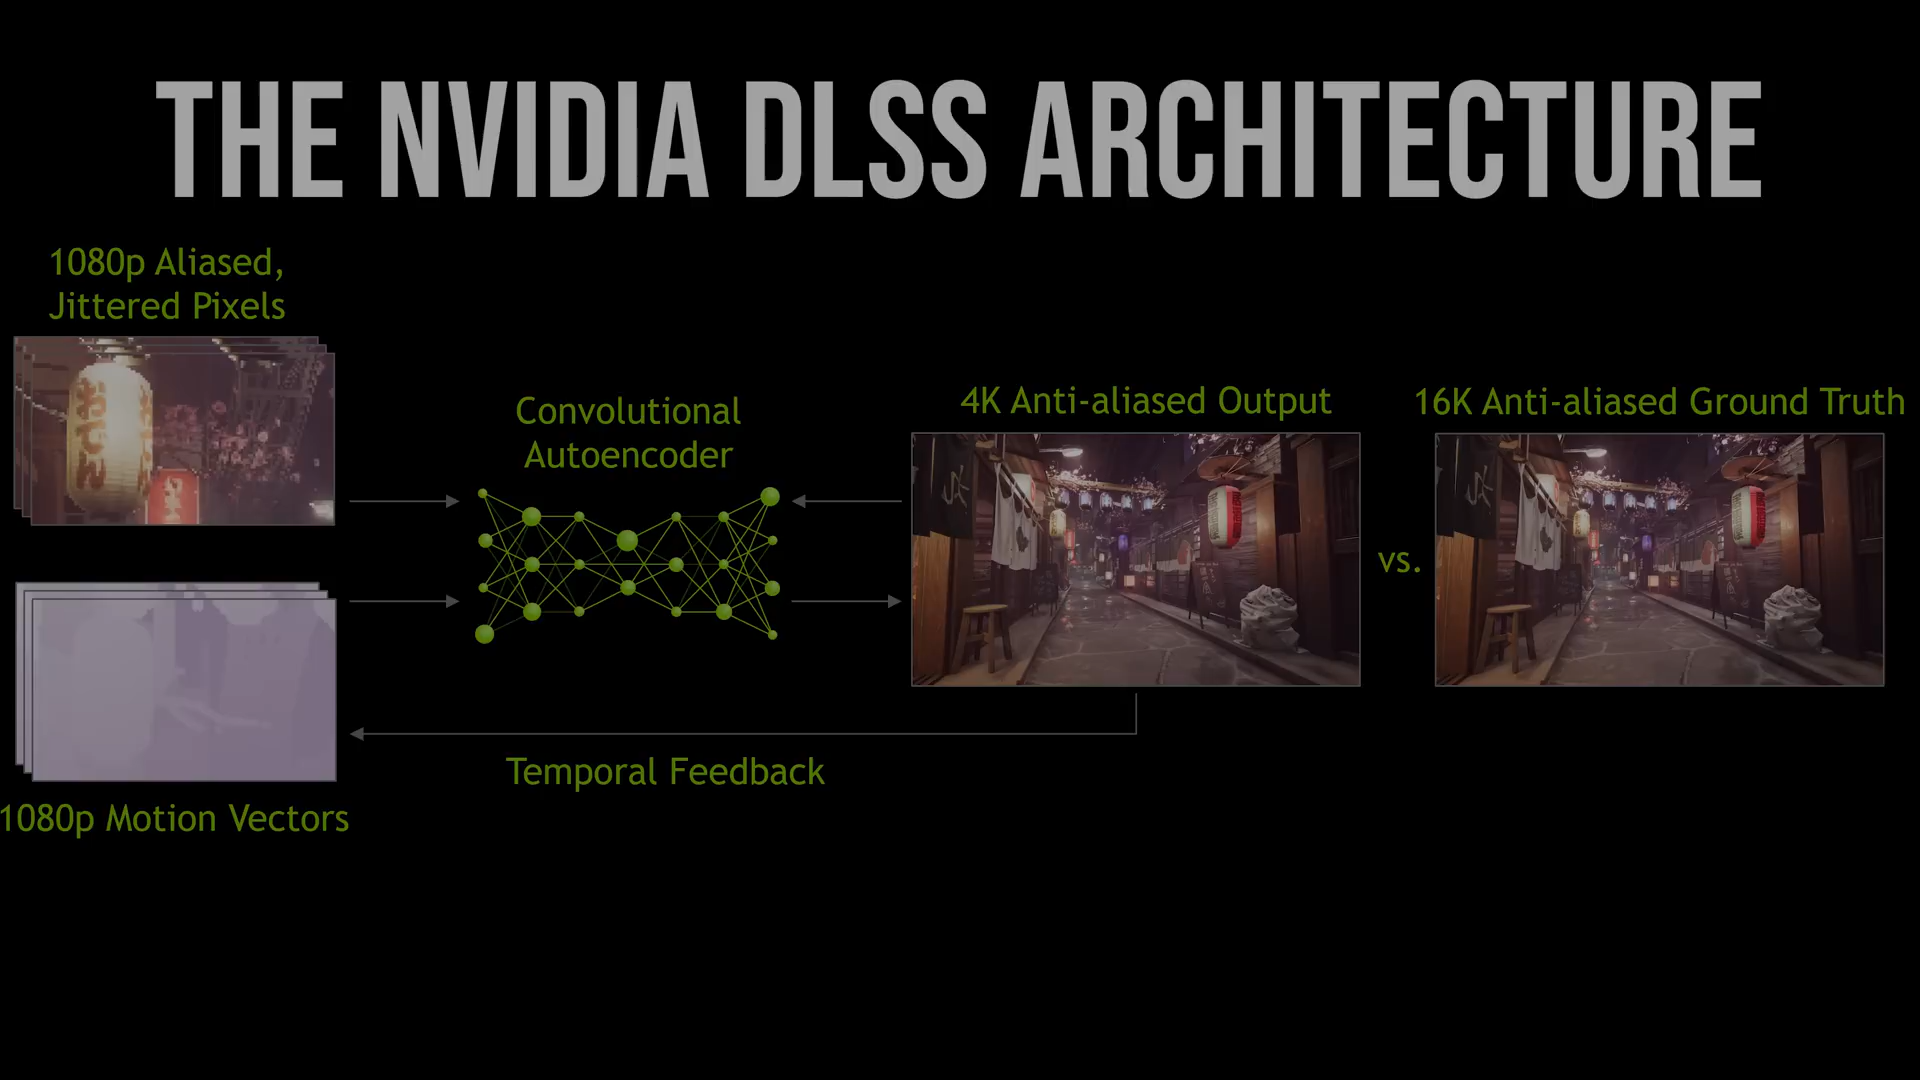 THE NVIDIA DLSS ARCHITECTURE
1080p Aliased,
Jittered Pixels
Convolutional
Autoencoder
4K Anti-aliased Output
vs.
16K Anti-aliased Ground Truth
Temporal Feedback
1080p Motion Vectors